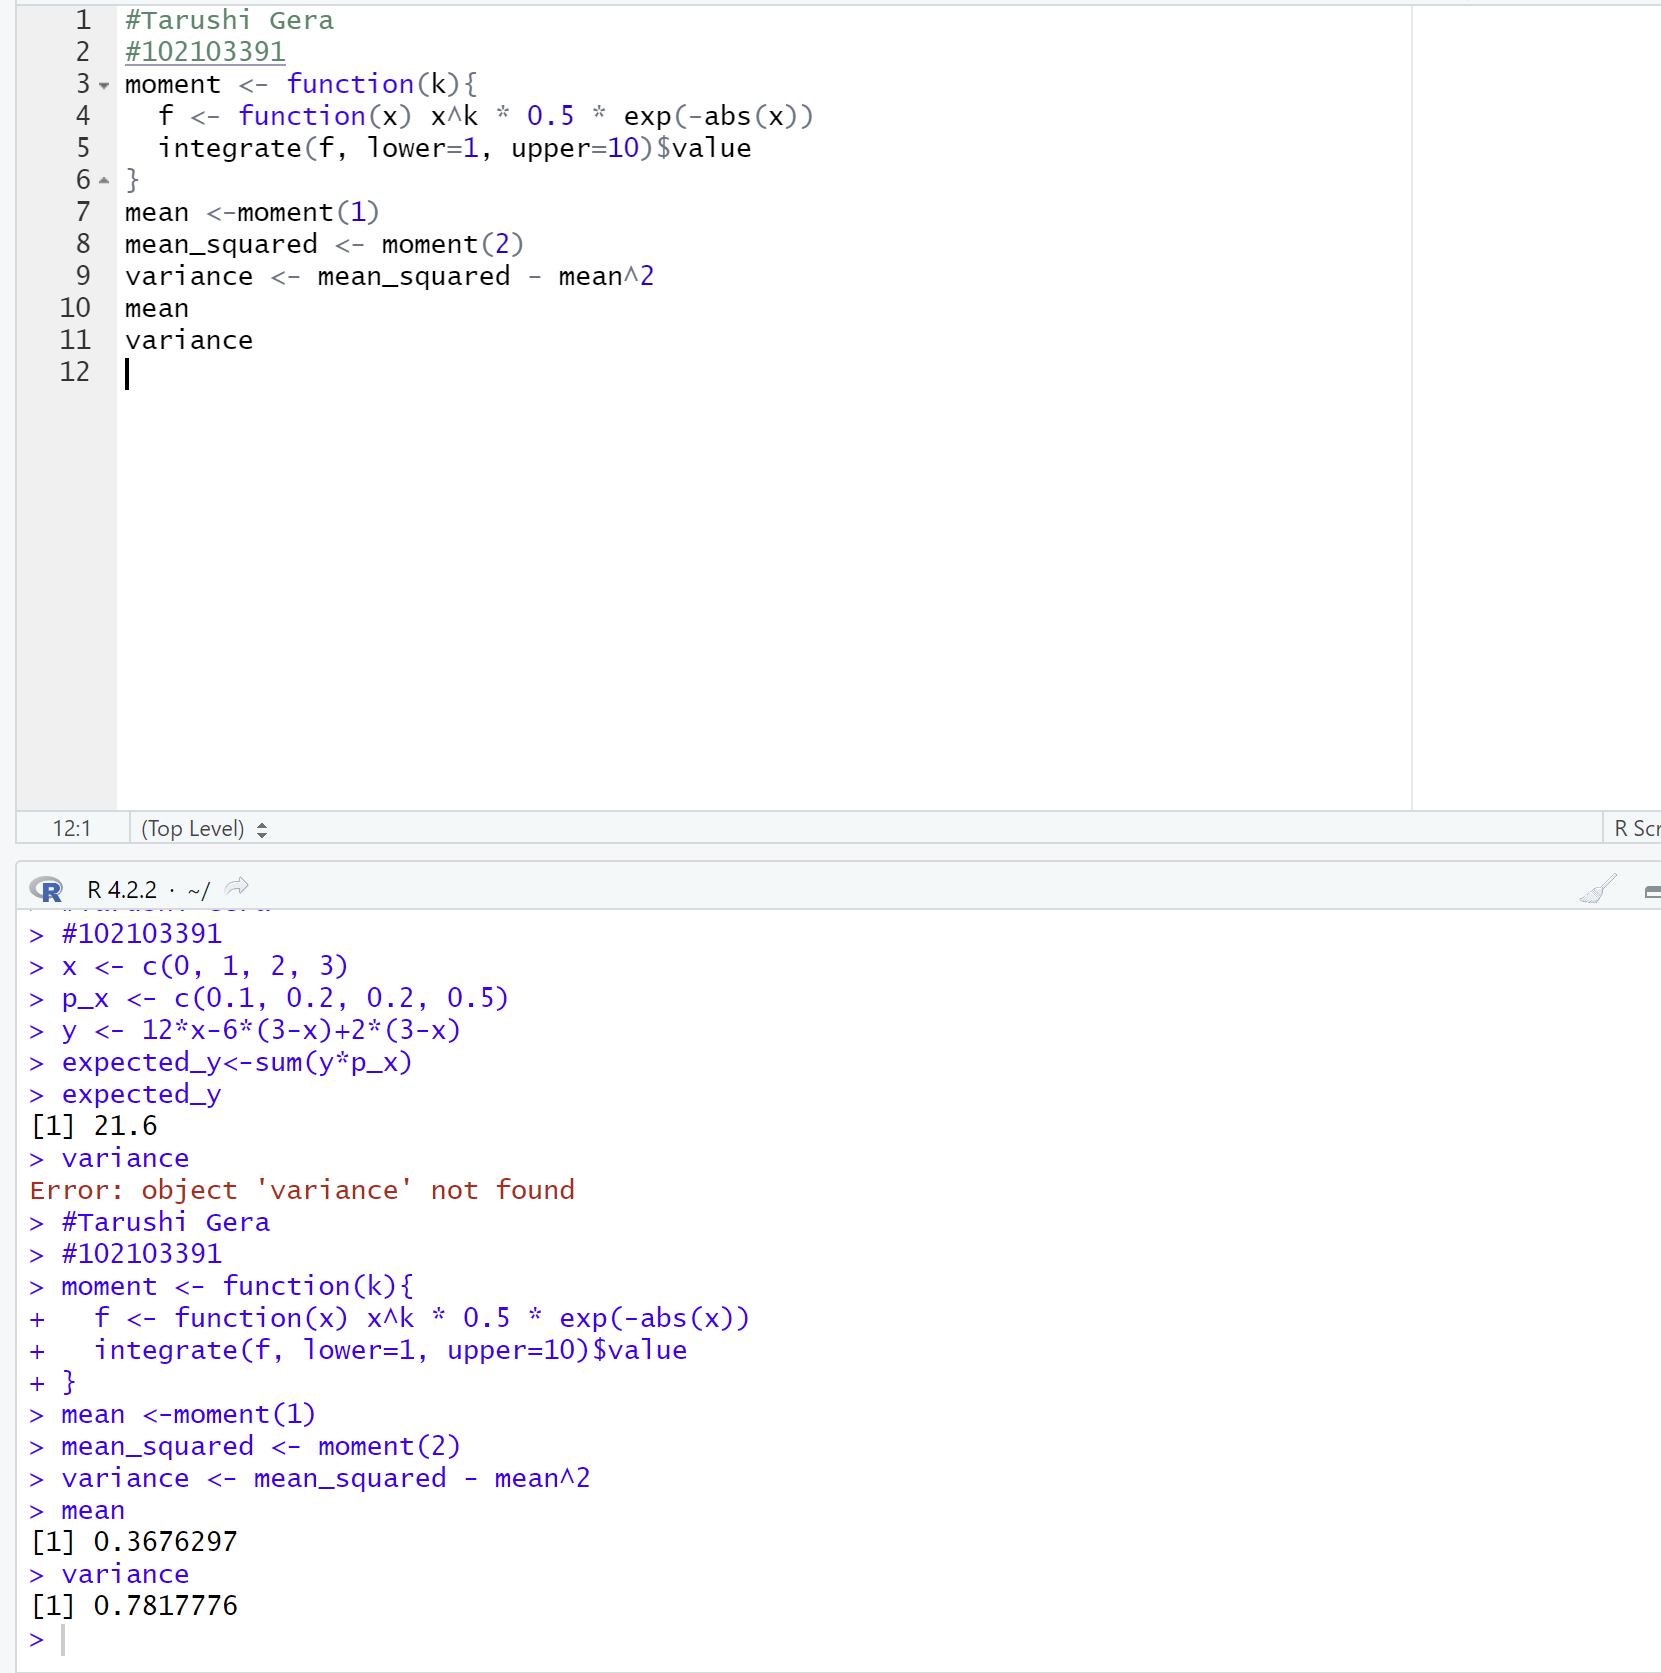 1 #Tarushi Gera
2 #102103391
3 moment <- function(k){
4   f <- function(x) x^k * 0.5 * exp(-abs(x))
5   integrate(f, lower=1, upper=10)$value
6 }
7 mean <-moment(1)
8 mean_squared <- moment(2)
9 variance <- mean_squared - mean^2
10 mean
11 variance
12
12:1 (Top Level) R Scr
R 4.2.2 · ~/
> #102103391
> x <- c(0, 1, 2, 3)
> p_x <- c(0.1, 0.2, 0.2, 0.5)
> y <- 12*x-6*(3-x)+2*(3-x)
> expected_y<-sum(y*p_x)
> expected_y
[1] 21.6
> variance
Error: object 'variance' not found
> #Tarushi Gera
> #102103391
> moment <- function(k){
+   f <- function(x) x^k * 0.5 * exp(-abs(x))
+   integrate(f, lower=1, upper=10)$value
+ }
> mean <-moment(1)
> mean_squared <- moment(2)
> variance <- mean_squared - mean^2
> mean
[1] 0.3676297
> variance
[1] 0.7817776
>